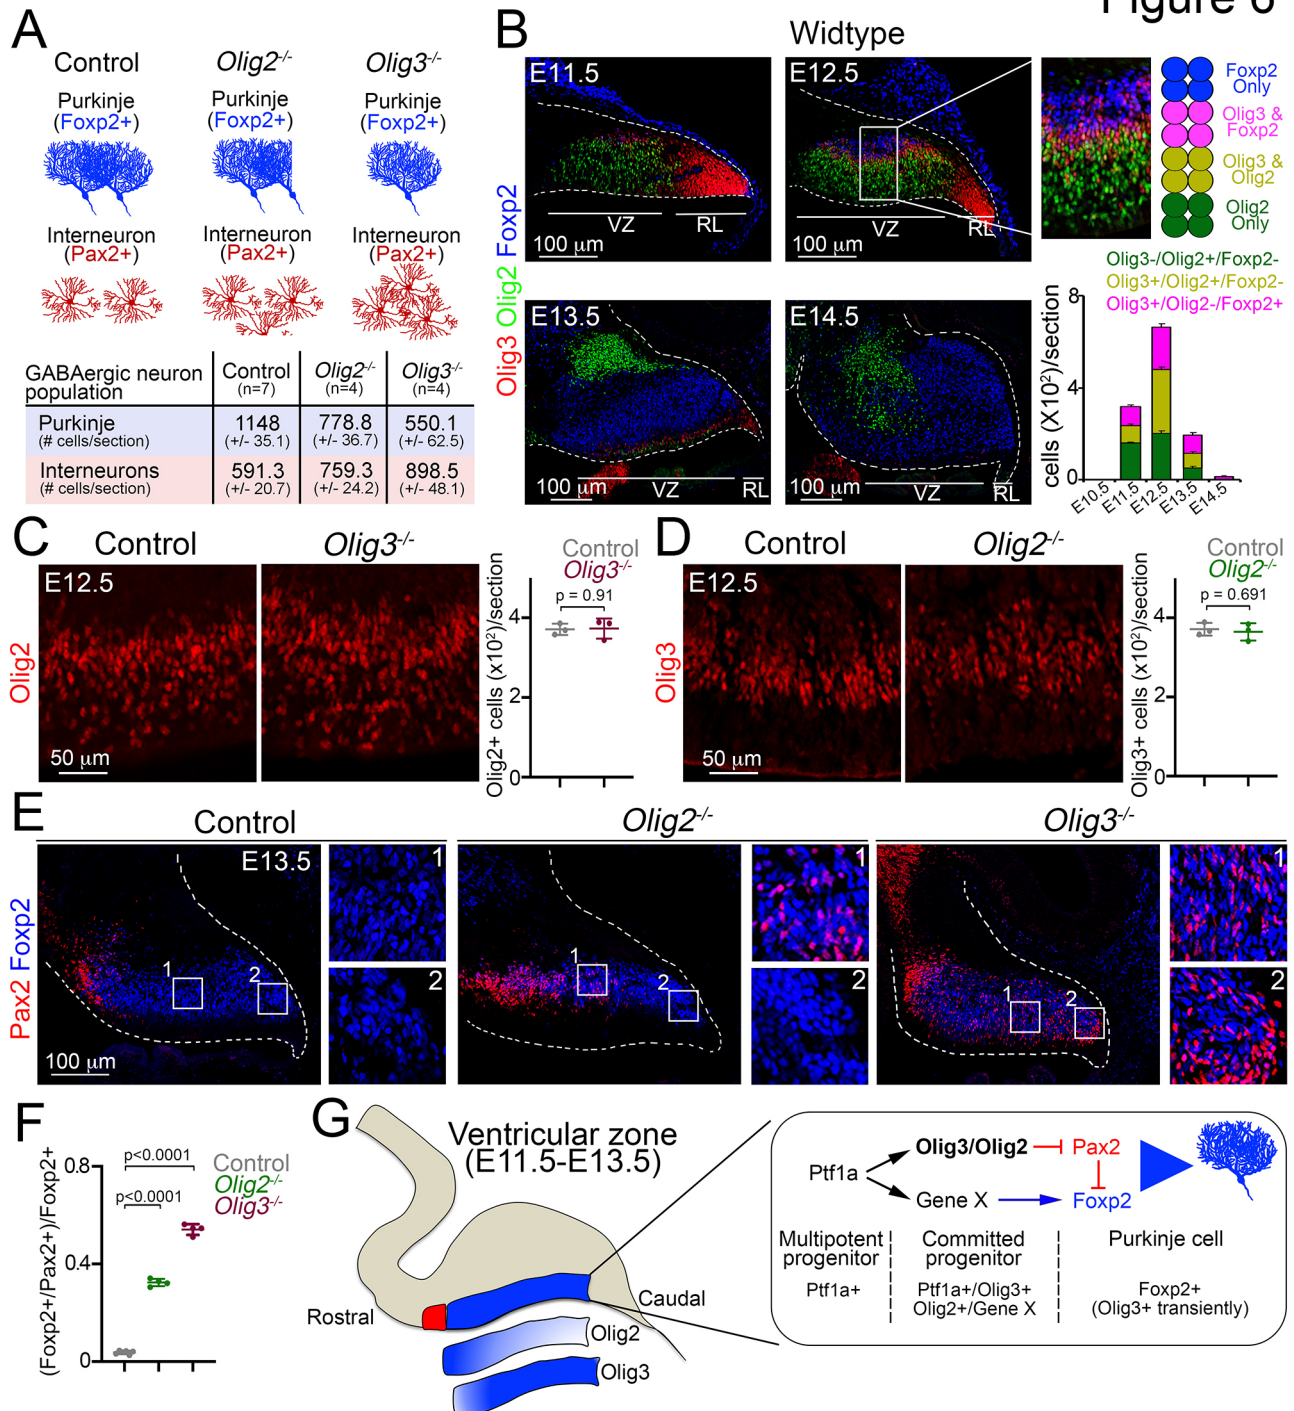 Figure 6
A
Control
Olig2-/-
Olig3-/-
Purkinje
(Foxp2+)
Purkinje
(Foxp2+)
Purkinje
(Foxp2+)
Interneuron
(Pax2+)
Interneuron
(Pax2+)
Interneuron
(Pax2+)
GABAergic neuron
population
Control
(n=7)
Olig2-/-
(n=4)
Olig3-/-
(n=4)
Purkinje
(# cells/section)
1148
(+/- 35.1)
778.8
(+/- 36.7)
550.1
(+/- 62.5)
Interneurons
(# cells/section)
591.3
(+/- 20.7)
759.3
(+/- 24.2)
898.5
(+/- 48.1)
B
Widtype
Olig3 Olig2 Foxp2
E11.5
VZ
RL
100 µm
E12.5
VZ
RL
100 µm
E13.5
VZ
RL
100 µm
E14.5
VZ
RL
100 µm
Foxp2
Only
Olig3 &
Foxp2
Olig3 &
Olig2
Olig2
Only
Olig3-/Olig2+/Foxp2-
Olig3+/Olig2+/Foxp2-
Olig3+/Olig2-/Foxp2+
cells (X10²)/section
8
4
0
E10.5
E11.5
E12.5
E13.5
E14.5
C
Control
Olig3-/-
Olig2
E12.5
50 µm
Control
Olig3-/-
p = 0.91
Olig2+ cells (x10²)/section
4
2
0
D
Control
Olig2-/-
Olig3
E12.5
50 µm
Control
Olig2-/-
p = 0.691
Olig3+ cells (x10²)/section
4
2
0
E
Control
Olig2-/-
Olig3-/-
Pax2 Foxp2
E13.5
1
2
100 µm
1
2
1
2
1
2
1
2
1
2
F
(Foxp2+/Pax2+)/Foxp2+
0.8
0.4
0
p<0.0001
p<0.0001
Control
Olig2-/-
Olig3-/-
G
Ventricular zone
(E11.5-E13.5)
Rostral
Caudal
Olig2
Olig3
Ptf1a
Olig3/Olig2
Pax2
Gene X
Foxp2
Multipotent
progenitor
Committed
progenitor
Purkinje cell
Ptf1a+
Ptf1a+/Olig3+
Olig2+/Gene X
Foxp2+
(Olig3+ transiently)